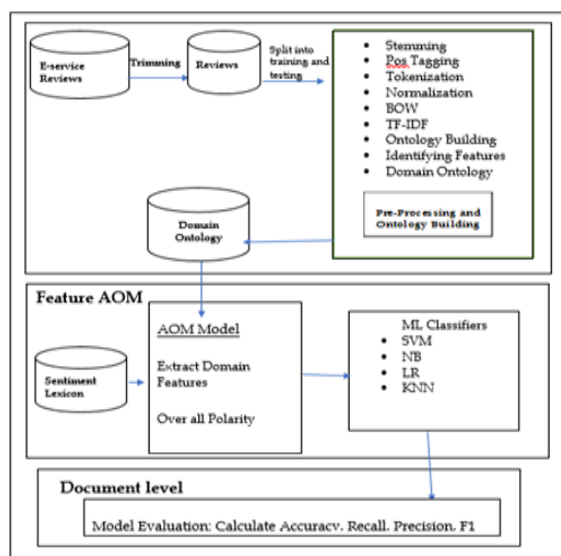 E-service
Reviews
Trimming
Reviews
Split into
training and
testing
• Stemming
• Pos Tagging
• Tokenization
• Normalization
• BOW
• TF-IDF
• Ontology Building
• Identifying Features
• Domain Ontology
Pre-Processing and
Ontology Building
Domain
Ontology
Feature AOM
Sentiment
Lexicon
AOM Model
Extract Domain
Features
Over all Polarity
ML Classifiers
• SVM
• NB
• LR
• KNN
Document level
Model Evaluation: Calculate Accuracy, Recall, Precision, F1